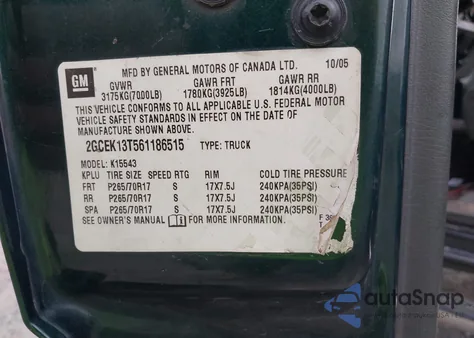 GM
MFD BY GENERAL MOTORS OF CANADA LTD. 10/05
GVWR GAWR FRT GAWR RR
3175KG(7000LB) 1780KG(3925LB) 1814KG(4000LB)
THIS VEHICLE CONFORMS TO ALL APPLICABLE U.S. FEDERAL MOTOR
VEHICLE SAFETY STANDARDS IN EFFECT ON THE DATE OF
MANUFACTURE SHOWN ABOVE.
2GCEK13T561186515 TYPE: TRUCK
MODEL: K15543
KPLU TIRE SIZE SPEED RTG RIM COLD TIRE PRESSURE
FRT P265/70R17 S 17X7.5J 240KPA(35PSI)
RR P265/70R17 S 17X7.5J 240KPA(35PSI)
SPA P265/70R17 S 17X7.5J 240KPA(35PSI)
SEE OWNER'S MANUAL FOR MORE INFORMATION.
autoSnap